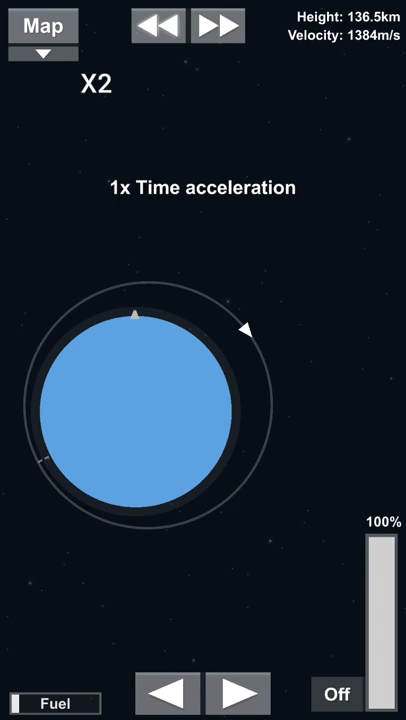 Map
Height: 136.5km
Velocity: 1384m/s
X2
1x Time acceleration
100%
Off
Fuel